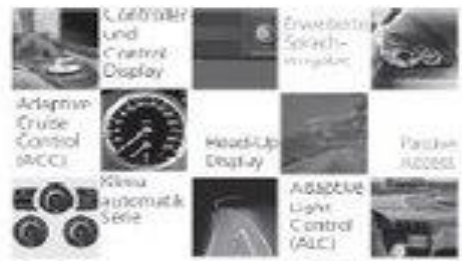 Controller
und
Control
Display
Erweiterte
Sprach-
Adaptive
Cruise
Control
(ACC)
Head-Up
Display
Passive
Access
Klima
automatik
Serie
Adaptive
Light
Control
(ALC)